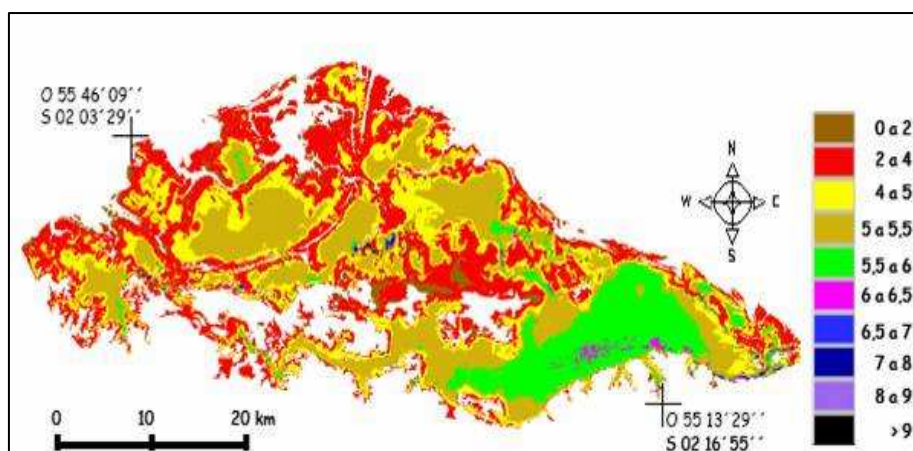 O 55 46´09´´
S 02 03´29´´
N
W
E
S
0 a 2
2 a 4
4 a 5
5 a 5,5
5,5 a 6
6 a 6,5
6,5 a 7
7 a 8
8 a 9
>9
0 10 20 km
O 55 13´29´´
S 02 16´55´´